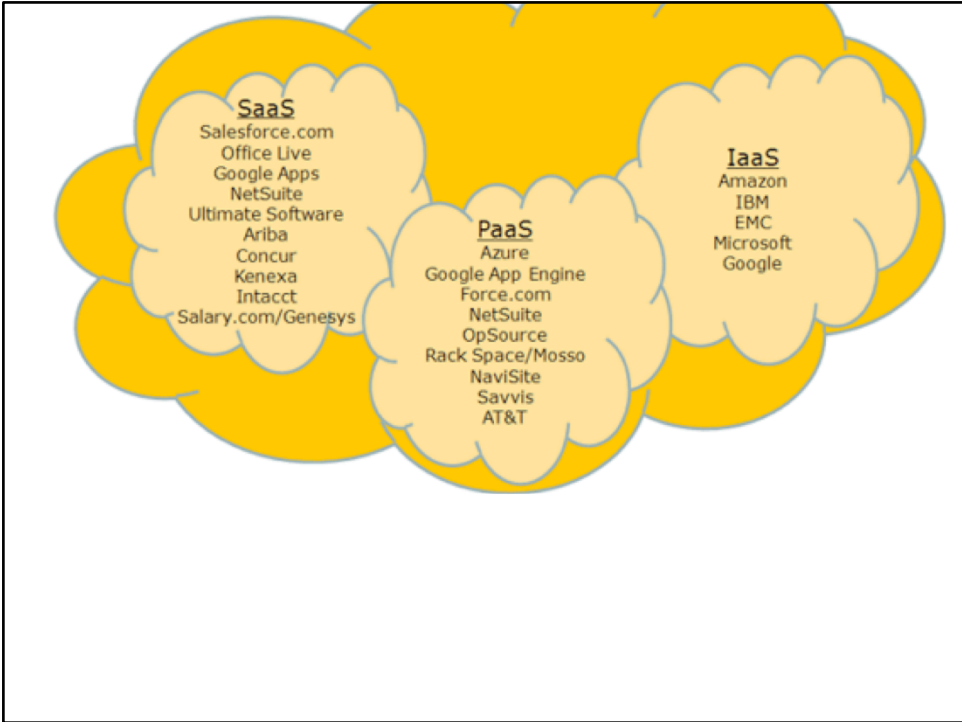 SaaS
Salesforce.com
Office Live
Google Apps
NetSuite
Ultimate Software
Ariba
Concur
Kenexa
Intacct
Salary.com/Genesys
PaaS
Azure
Google App Engine
Force.com
NetSuite
OpSource
Rack Space/Mosso
NaviSite
Savvis
AT&T
IaaS
Amazon
IBM
EMC
Microsoft
Google